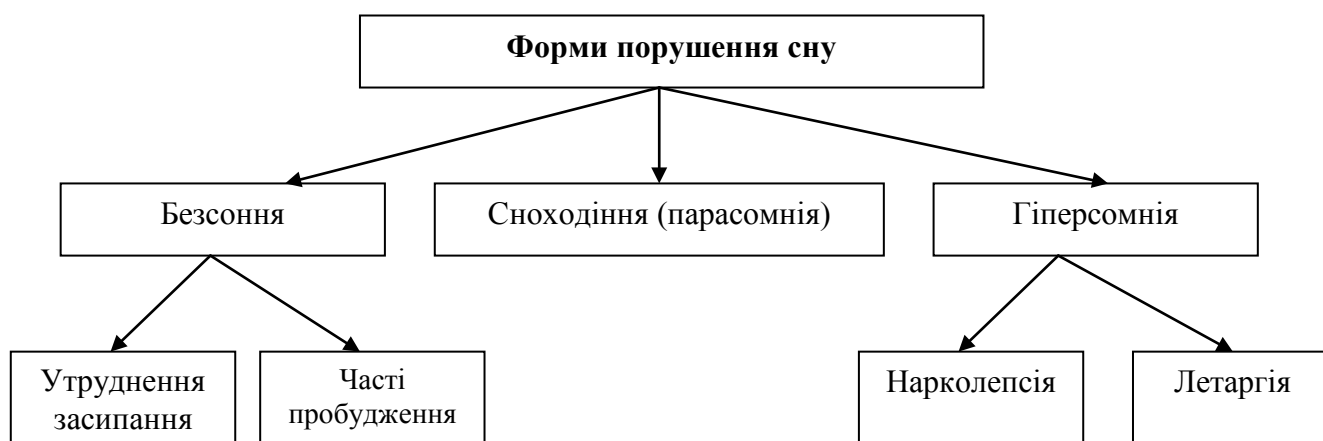 Форми порушення сну
Безсоння
Сноходіння (парасомнія)
Гіперсомнія
Утруднення
засипання
Часті
пробудження
Нарколепсія
Летаргія